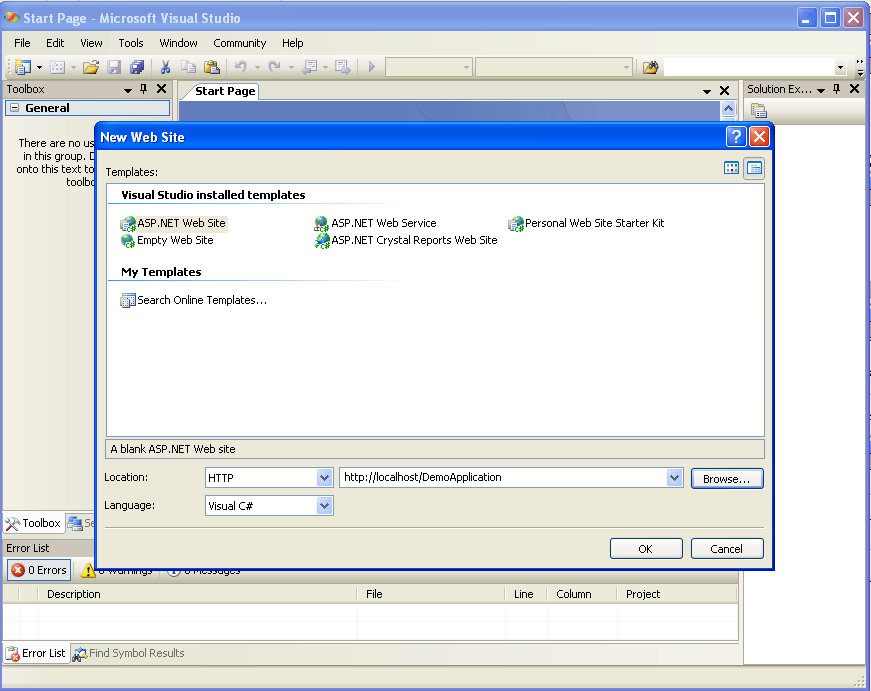 Start Page - Microsoft Visual Studio
File Edit View Tools Window Community Help
Toolbox
Start Page
Solution Ex...
General
There are no us
in this group. D
onto this text to
toolbo
New Web Site
Templates:
Visual Studio installed templates
ASP.NET Web Site ASP.NET Web Service Personal Web Site Starter Kit
Empty Web Site ASP.NET Crystal Reports Web Site
My Templates
Search Online Templates...
A blank ASP.NET Web site
Location: HTTP http://localhost/DemoApplication Browse...
Language: Visual C#
OK Cancel
Toolbox Se
Error List
0 Errors 0 Warnings 0 Messages
Description File Line Column Project
Error List Find Symbol Results